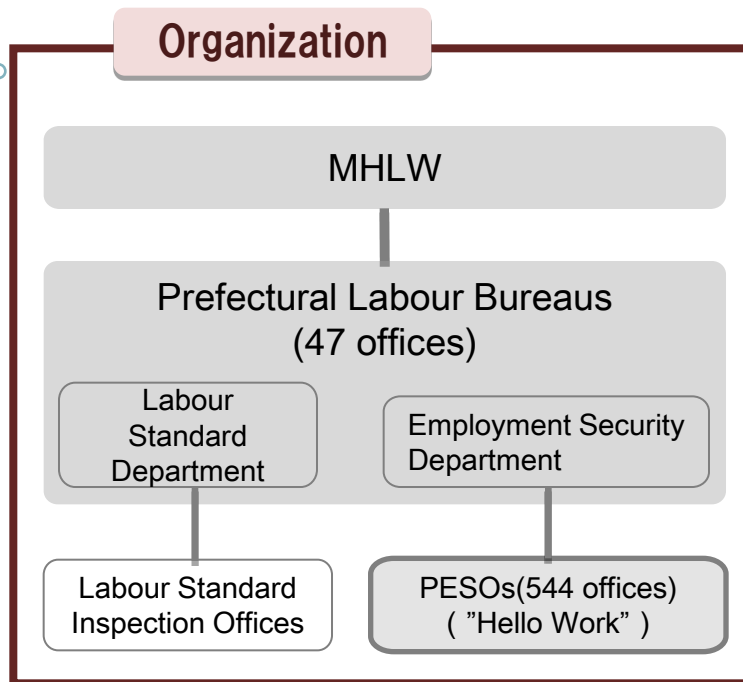 Organization
MHLW
Prefectural Labour Bureaus
(47 offices)
Labour
Standard
Department
Employment Security
Department
Labour Standard
Inspection Offices
PESOs(544 offices)
( ”Hello Work” )